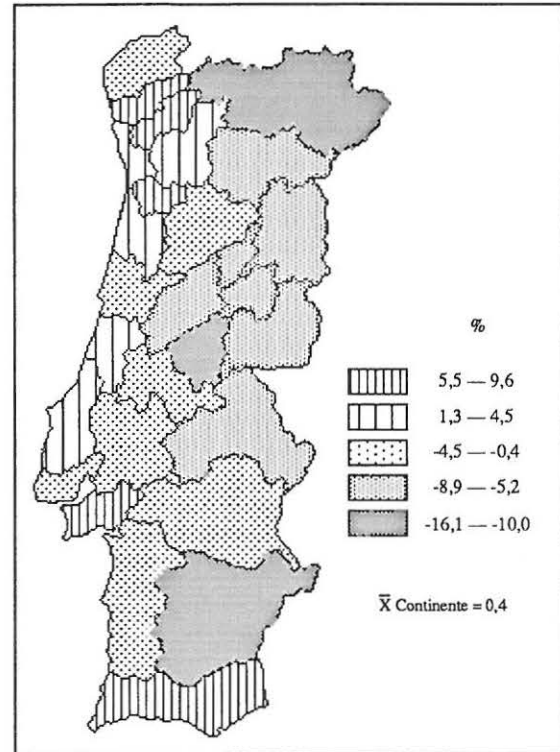 %
5,5 — 9,6
1,3 — 4,5
-4,5 — -0,4
-8,9 — -5,2
-16,1 — -10,0
X̄ Continente = 0,4